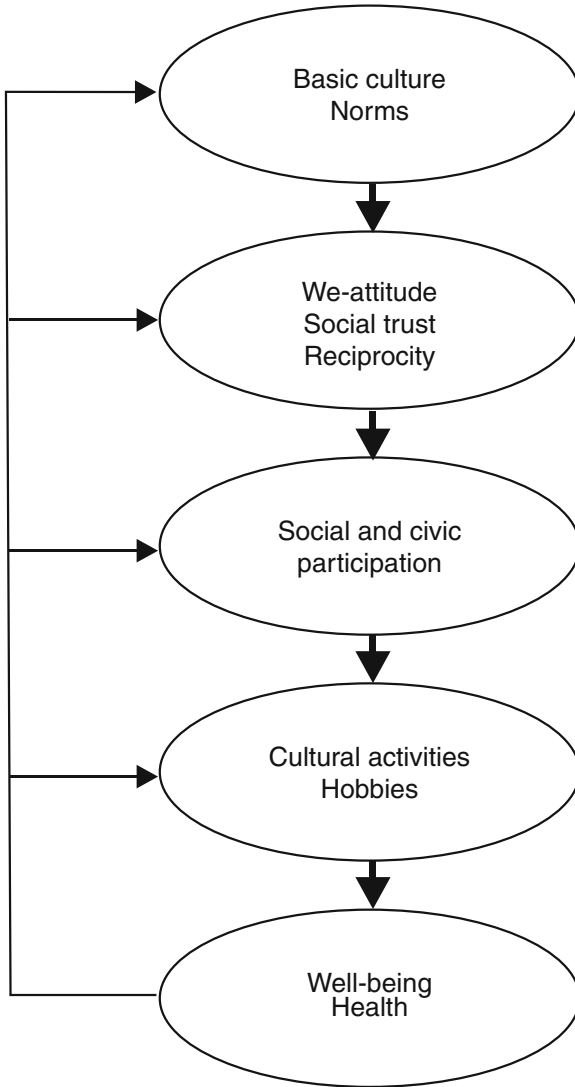 Basic culture
Norms
We-attitude
Social trust
Reciprocity
Social and civic
participation
Cultural activities
Hobbies
Well-being
Health